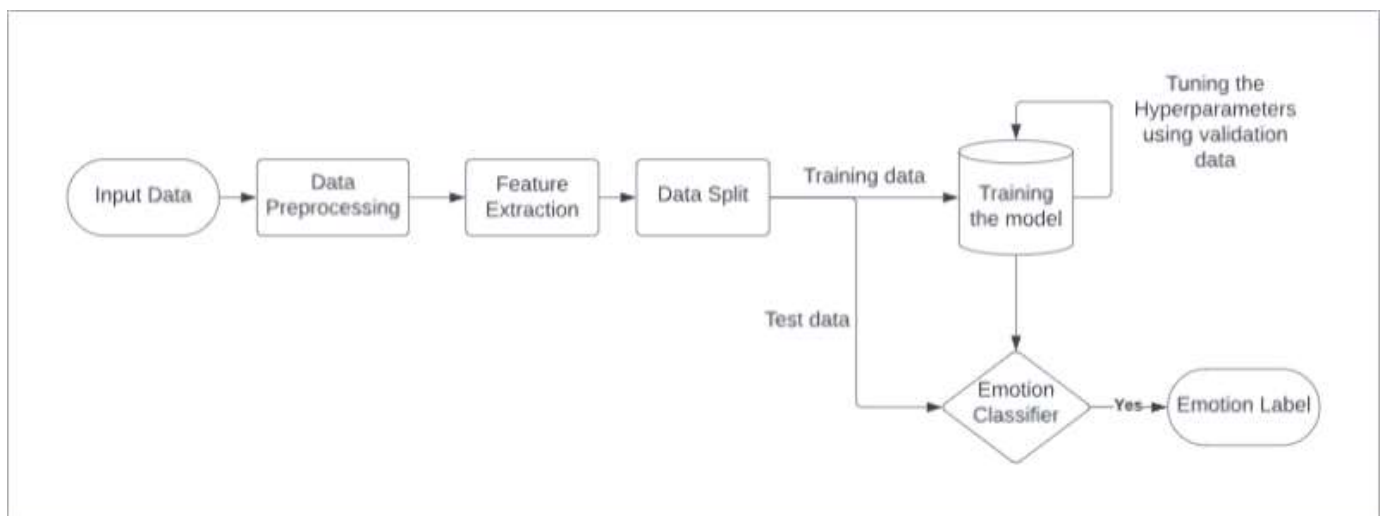 Input Data
Data
Preprocessing
Feature
Extraction
Data Split
Training data
Training
the model
Tuning the
Hyperparameters
using validation
data
Test data
Emotion
Classifier
Yes
Emotion Label